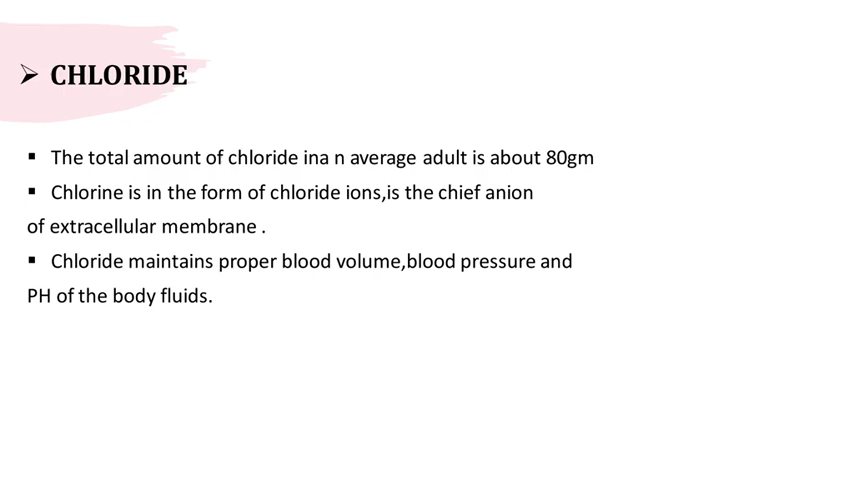 ➢ CHLORIDE
▪ The total amount of chloride ina n average adult is about 80gm
▪ Chlorine is in the form of chloride ions,is the chief anion
of extracellular membrane .
▪ Chloride maintains proper blood volume,blood pressure and
PH of the body fluids.